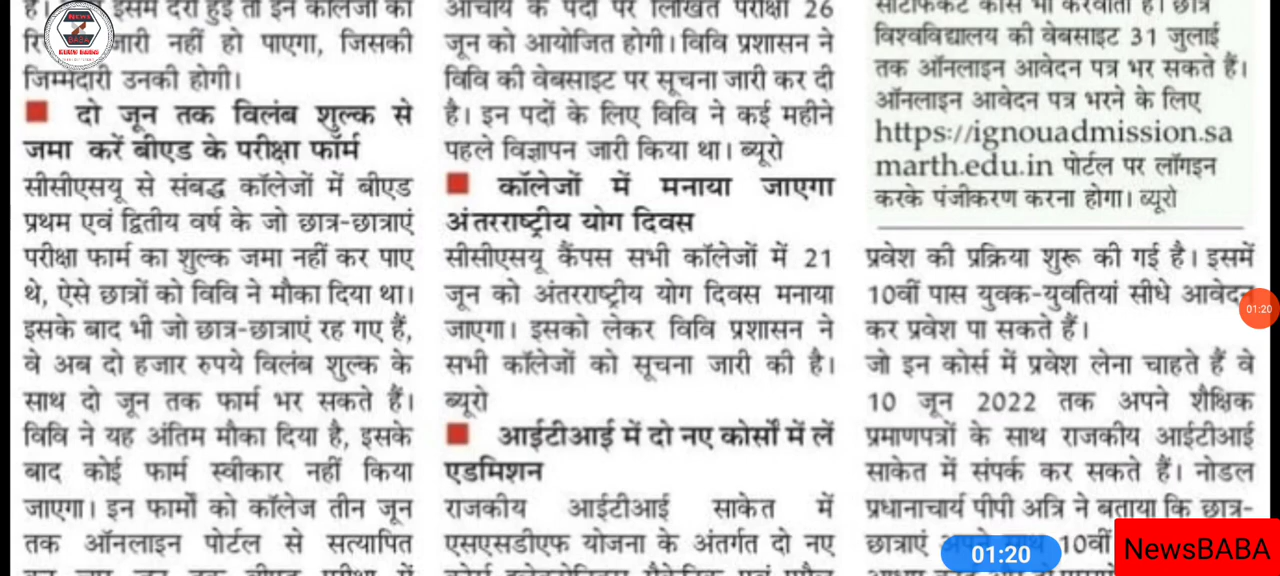 है। इसमें देरी हुई तो इन कॉलेजों का
जारी नहीं हो पाएगा, जिसकी
जिम्मेदारी उनकी होगी।
दो जून तक विलंब शुल्क से
जमा करें बीएड के परीक्षा फॉर्म
सीसीएसयू से संबद्ध कॉलेजों में बीएड
प्रथम एवं द्वितीय वर्ष के जो छात्र-छात्राएं
परीक्षा फार्म का शुल्क जमा नहीं कर पाए
थे, ऐसे छात्रों को विवि ने मौका दिया था।
इसके बाद भी जो छात्र-छात्राएं रह गए हैं,
वे अब दो हजार रुपये विलंब शुल्क के
साथ दो जून तक फार्म भर सकते हैं।
विवि ने यह अंतिम मौका दिया है, इसके
बाद कोई फार्म स्वीकार नहीं किया
जाएगा। इन फार्मों को कॉलेज तीन जून
तक ऑनलाइन पोर्टल से सत्यापित
आचार्य के पदों पर लिखित परीक्षा 26
जून को आयोजित होगी। विवि प्रशासन ने
विवि की वेबसाइट पर सूचना जारी कर दी
है। इन पदों के लिए विवि ने कई महीने
पहले विज्ञापन जारी किया था। ब्यूरो
कॉलेजों में मनाया जाएगा
अंतरराष्ट्रीय योग दिवस
सीसीएसयू कैंपस सभी कॉलेजों में 21
जून को अंतरराष्ट्रीय योग दिवस मनाया
जाएगा। इसको लेकर विवि प्रशासन ने
सभी कॉलेजों को सूचना जारी की है।
ब्यूरो
आईटीआई में दो नए कोर्सों में लें
एडमिशन
राजकीय आईटीआई साकेत में
एसएसडीएफ योजना के अंतर्गत दो नए
सर्टिफिकेट कोर्स भी करवाता है। छात्र
विश्वविद्यालय की वेबसाइट 31 जुलाई
तक ऑनलाइन आवेदन पत्र भर सकते हैं।
ऑनलाइन आवेदन पत्र भरने के लिए
https://ignouadmission.sa
marth.edu.in पोर्टल पर लॉगइन
करके पंजीकरण करना होगा। ब्यूरो
प्रवेश की प्रक्रिया शुरू की गई है। इसमें
10वीं पास युवक-युवतियां सीधे आवेदन
कर प्रवेश पा सकते हैं।
जो इन कोर्स में प्रवेश लेना चाहते हैं वे
10 जून 2022 तक अपने शैक्षिक
प्रमाणपत्रों के साथ राजकीय आईटीआई
साकेत में संपर्क कर सकते हैं। नोडल
प्रधानाचार्य पीपी अत्रि ने बताया कि छात्र-
छात्राएं अपने साथ 10वीं
01:20
01:20
NewsBABA